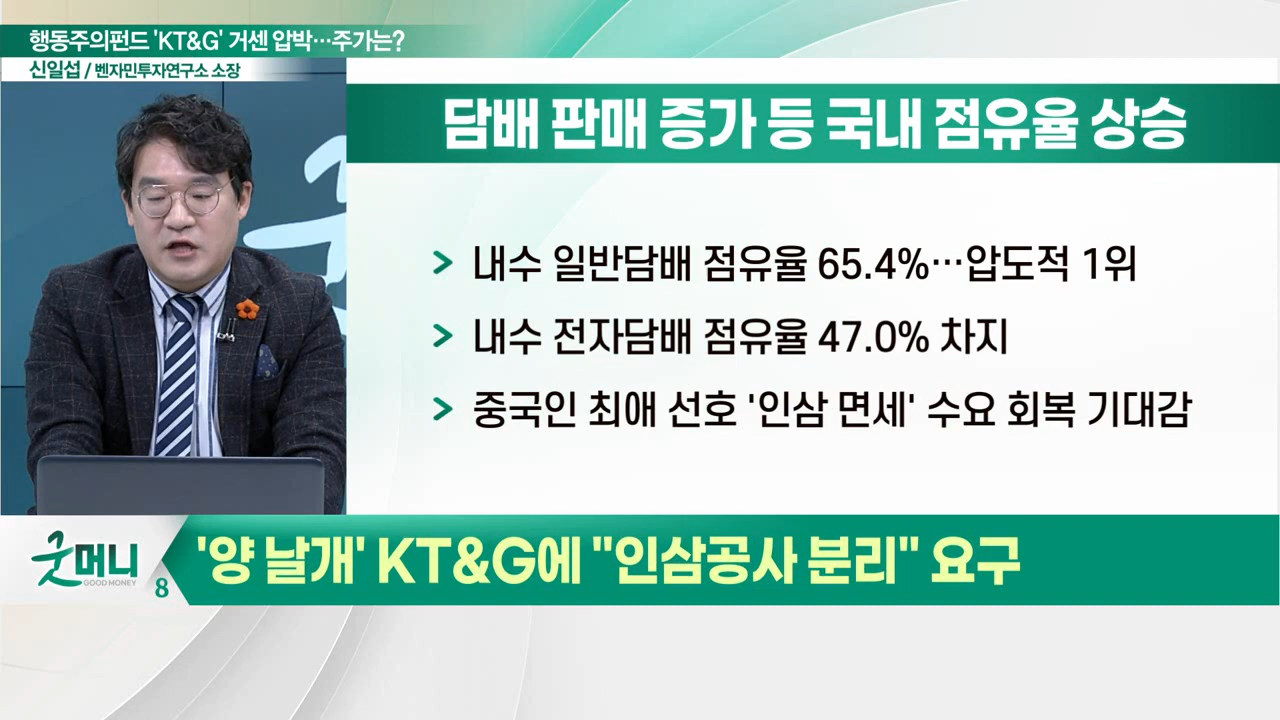 행동주의펀드 'KT&G' 거센 압박…주가는?
신일섭 / 벤자민투자연구소 소장
담배 판매 증가 등 국내 점유율 상승
> 내수 일반담배 점유율 65.4%…압도적 1위
> 내수 전자담배 점유율 47.0% 차지
> 중국인 최애 선호 '인삼 면세' 수요 회복 기대감
굿머니
GOOD MONEY
8
'양 날개' KT&G에 "인삼공사 분리" 요구